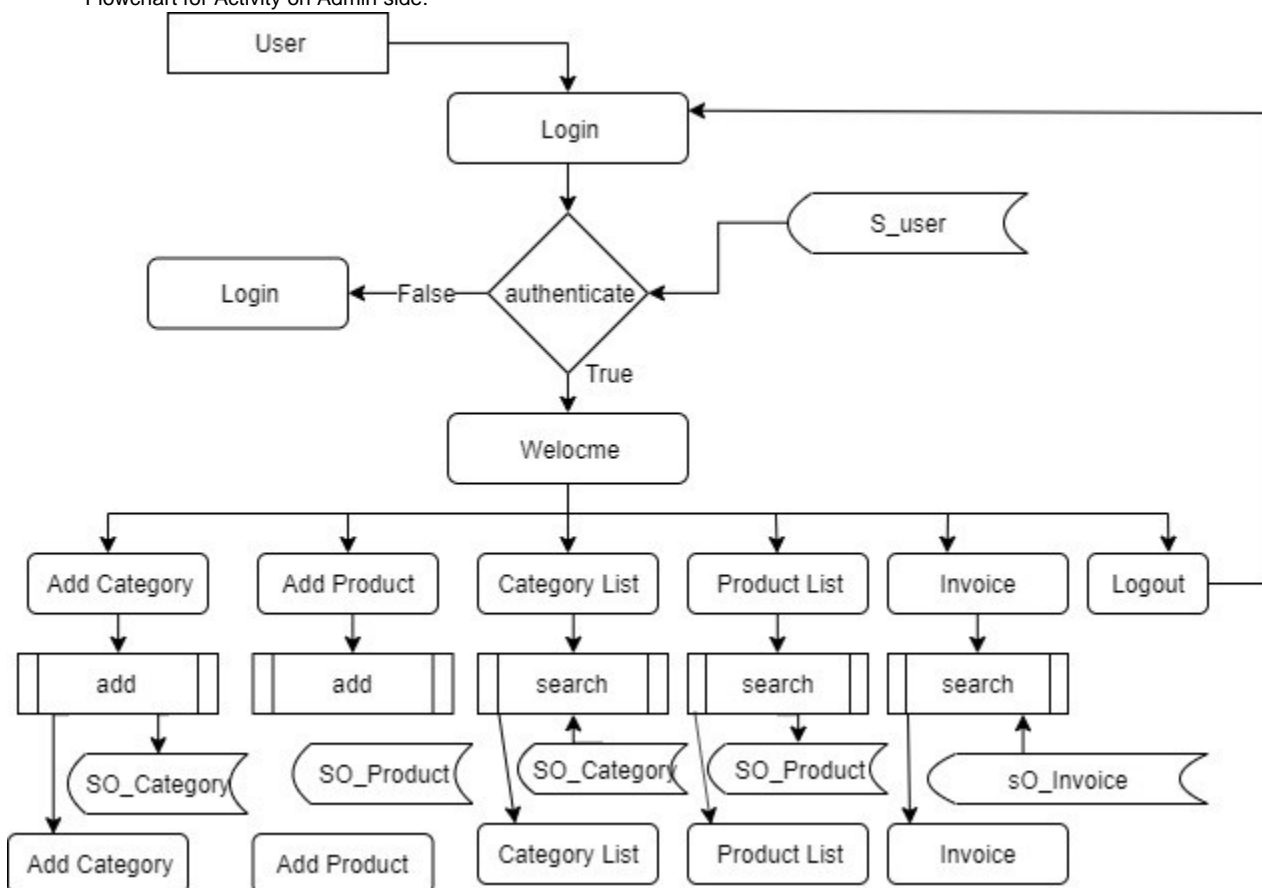 Flowchart for Activity on Admin side:
User
Login
S_user
Login
False
authenticate
True
Welocme
Add Category
Add Product
Category List
Product List
Invoice
Logout
add
add
search
search
search
SO_Category
SO_Product
SO_Category
SO_Product
sO_Invoice
Add Category
Add Product
Category List
Product List
Invoice